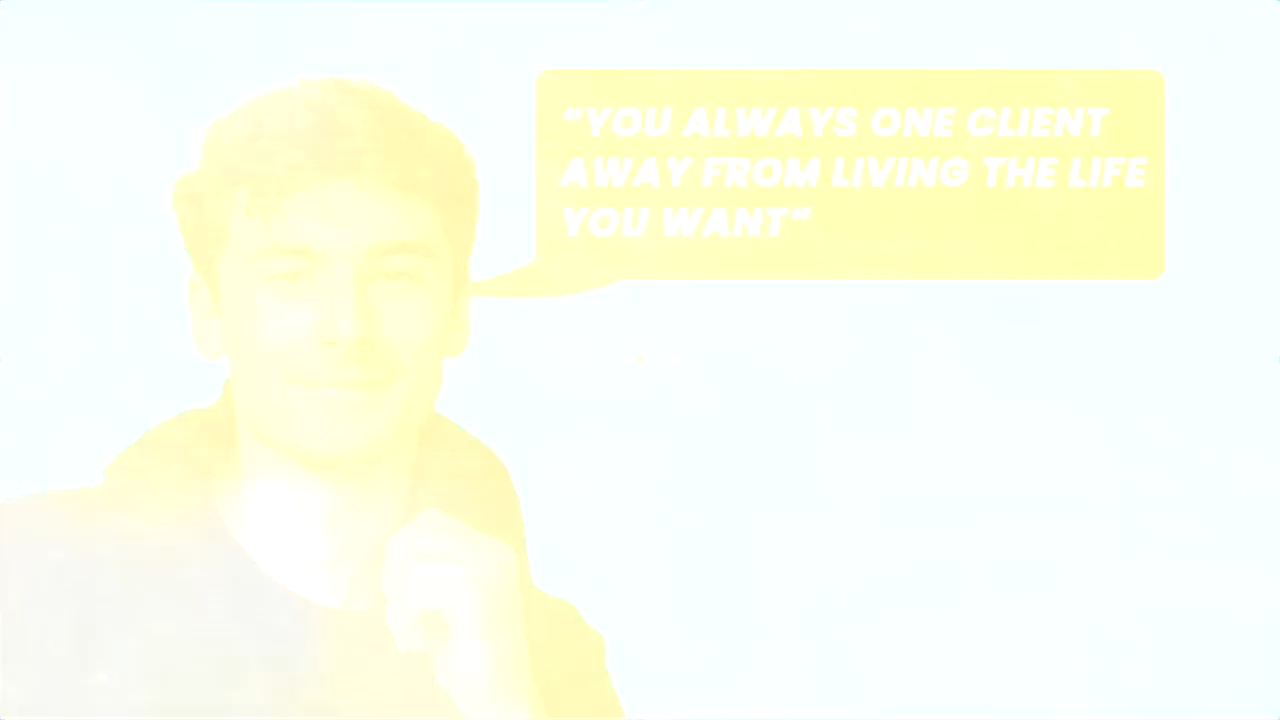 “YOU ALWAYS ONE CLIENT
AWAY FROM LIVING THE LIFE
YOU WANT”